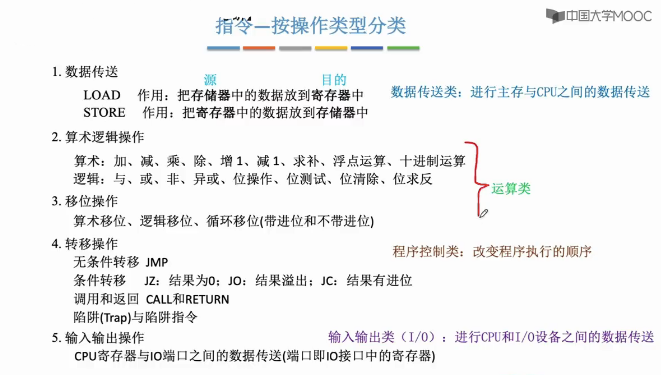 指令—按操作类型分类
中国大学MOOC
1. 数据传送
源 目的
LOAD 作用：把存储器中的数据放到寄存器中
STORE 作用：把寄存器中的数据放到存储器中
数据传送类：进行主存与CPU之间的数据传送
2. 算术逻辑操作
算术：加、减、乘、除、增 1、减 1、求补、浮点运算、十进制运算
逻辑：与、或、非、异或、位操作、位测试、位清除、位求反
运算类
3. 移位操作
算术移位、逻辑移位、循环移位(带进位和不带进位)
4. 转移操作
无条件转移 JMP
程序控制类：改变程序执行的顺序
条件转移 JZ：结果为0；JO：结果溢出；JC：结果有进位
调用和返回 CALL和RETURN
陷阱(Trap)与陷阱指令
5. 输入输出操作
输入输出类（I/O）：进行CPU和I/O设备之间的数据传送
CPU寄存器与IO端口之间的数据传送(端口即IO接口中的寄存器)